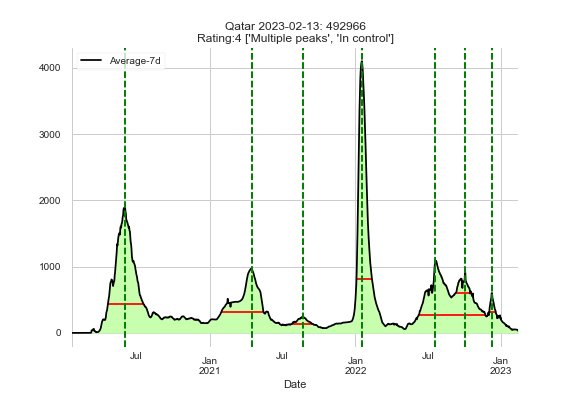 Qatar 2023-02-13: 492966
Rating:4 ['Multiple peaks', 'In control']
Average-7d
4000
3000
2000
1000
0
Jul Jan Jul Jan Jul Jan
2021 2022 2023
Date